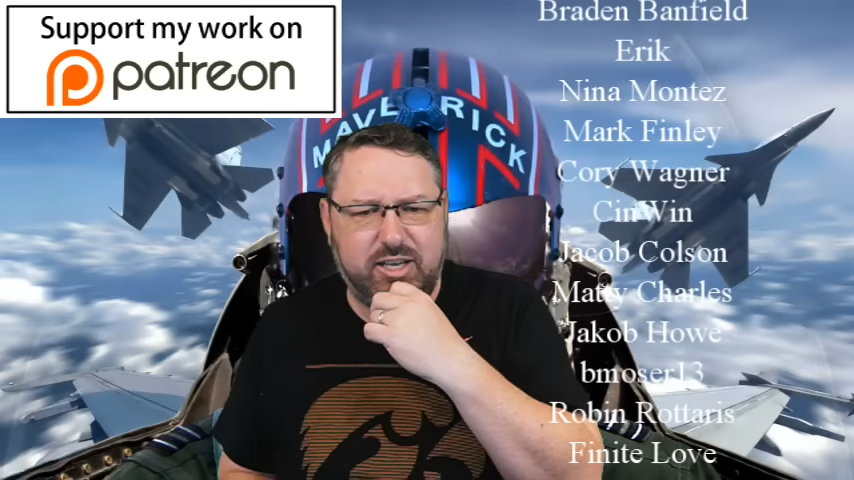 Support my work on
patreon
MAVERICK
Braden Banfield
Erik
Nina Montez
Mark Finley
Cory Wagner
CinWin
Jacob Colson
Matty Charles
Jakob Howe
bmoser13
Robin Rottaris
Finite Love